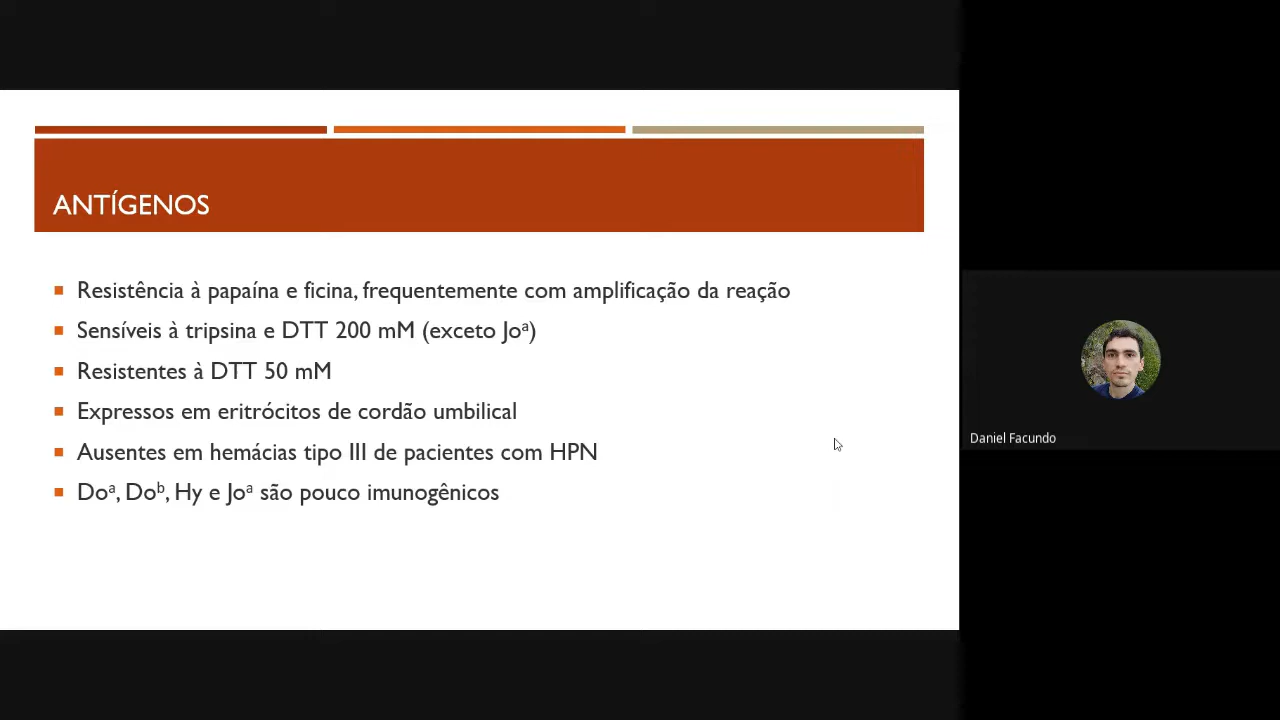 ANTÍGENOS
Resistência à papaína e ficina, frequentemente com amplificação da reação
Sensíveis à tripsina e DTT 200 mM (exceto Joᵃ)
Resistentes à DTT 50 mM
Expressos em eritrócitos de cordão umbilical
Ausentes em hemácias tipo III de pacientes com HPN
Doᵃ, Doᵇ, Hy e Joᵃ são pouco imunogênicos
Daniel Facundo